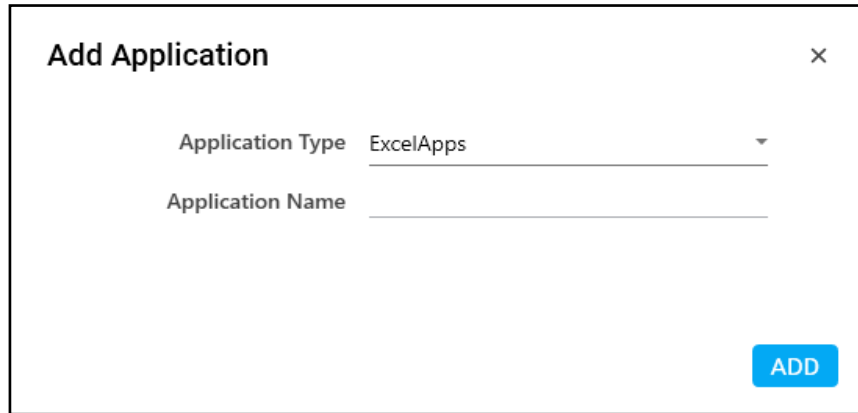 Add Application
Application Type ExcelApps
Application Name
ADD